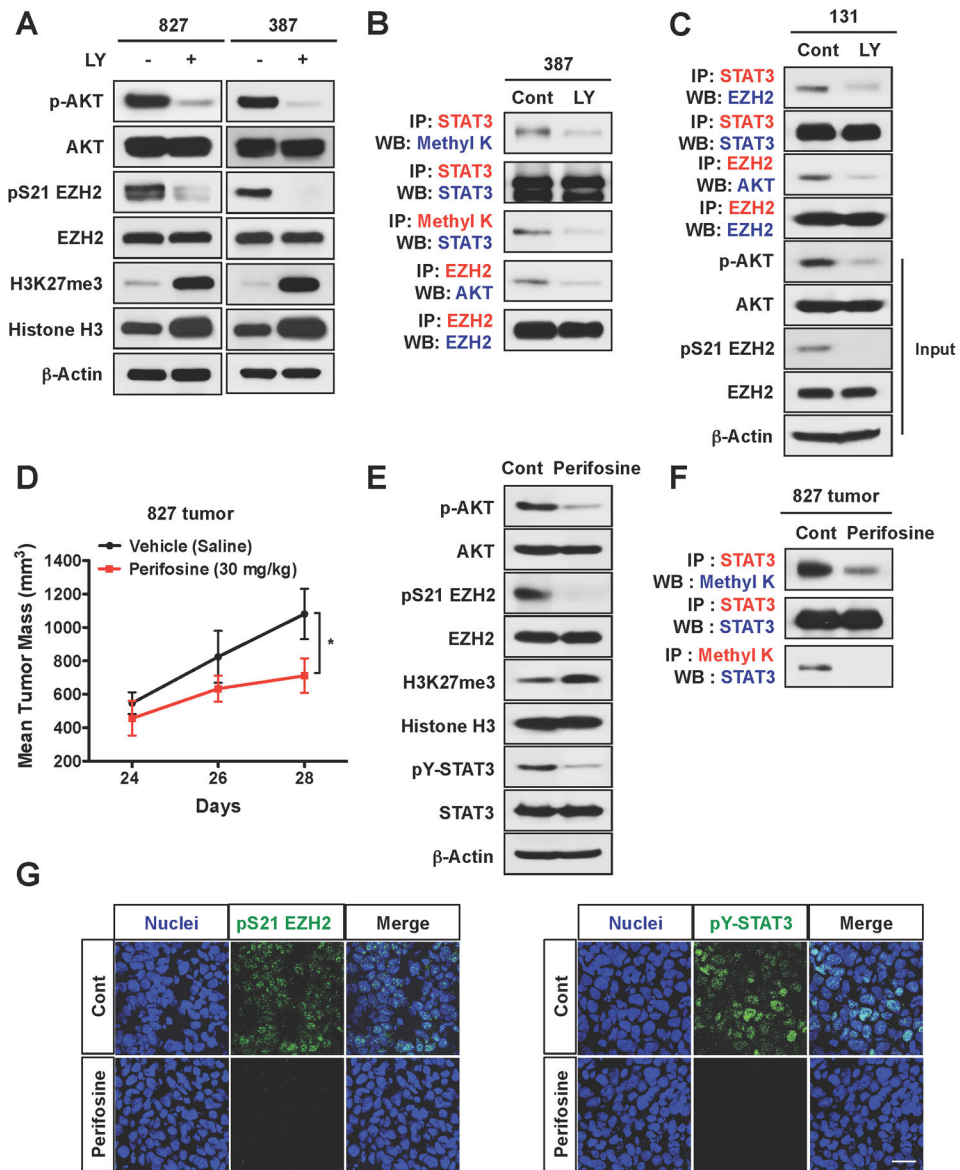 A
827 387
LY - + - +
p-AKT
AKT
pS21 EZH2
EZH2
H3K27me3
Histone H3
β-Actin
B
387
Cont LY
IP: STAT3
WB: Methyl K
IP: STAT3
WB: STAT3
IP: Methyl K
WB: STAT3
IP: EZH2
WB: AKT
IP: EZH2
WB: EZH2
C
131
Cont LY
IP: STAT3
WB: EZH2
IP: STAT3
WB: STAT3
IP: EZH2
WB: AKT
IP: EZH2
WB: EZH2
p-AKT
AKT
pS21 EZH2
EZH2
β-Actin
Input
D
827 tumor
Vehicle (Saline)
Perifosine (30 mg/kg)
Mean Tumor Mass (mm³)
1400
1200
1000
800
600
400
200
*
24 26 28
Days
E
Cont Perifosine
p-AKT
AKT
pS21 EZH2
EZH2
H3K27me3
Histone H3
pY-STAT3
STAT3
β-Actin
F
827 tumor
Cont Perifosine
IP : STAT3
WB : Methyl K
IP : STAT3
WB : STAT3
IP : Methyl K
WB : STAT3
G
Nuclei pS21 EZH2 Merge
Cont
Perifosine
Nuclei pY-STAT3 Merge
Cont
Perifosine